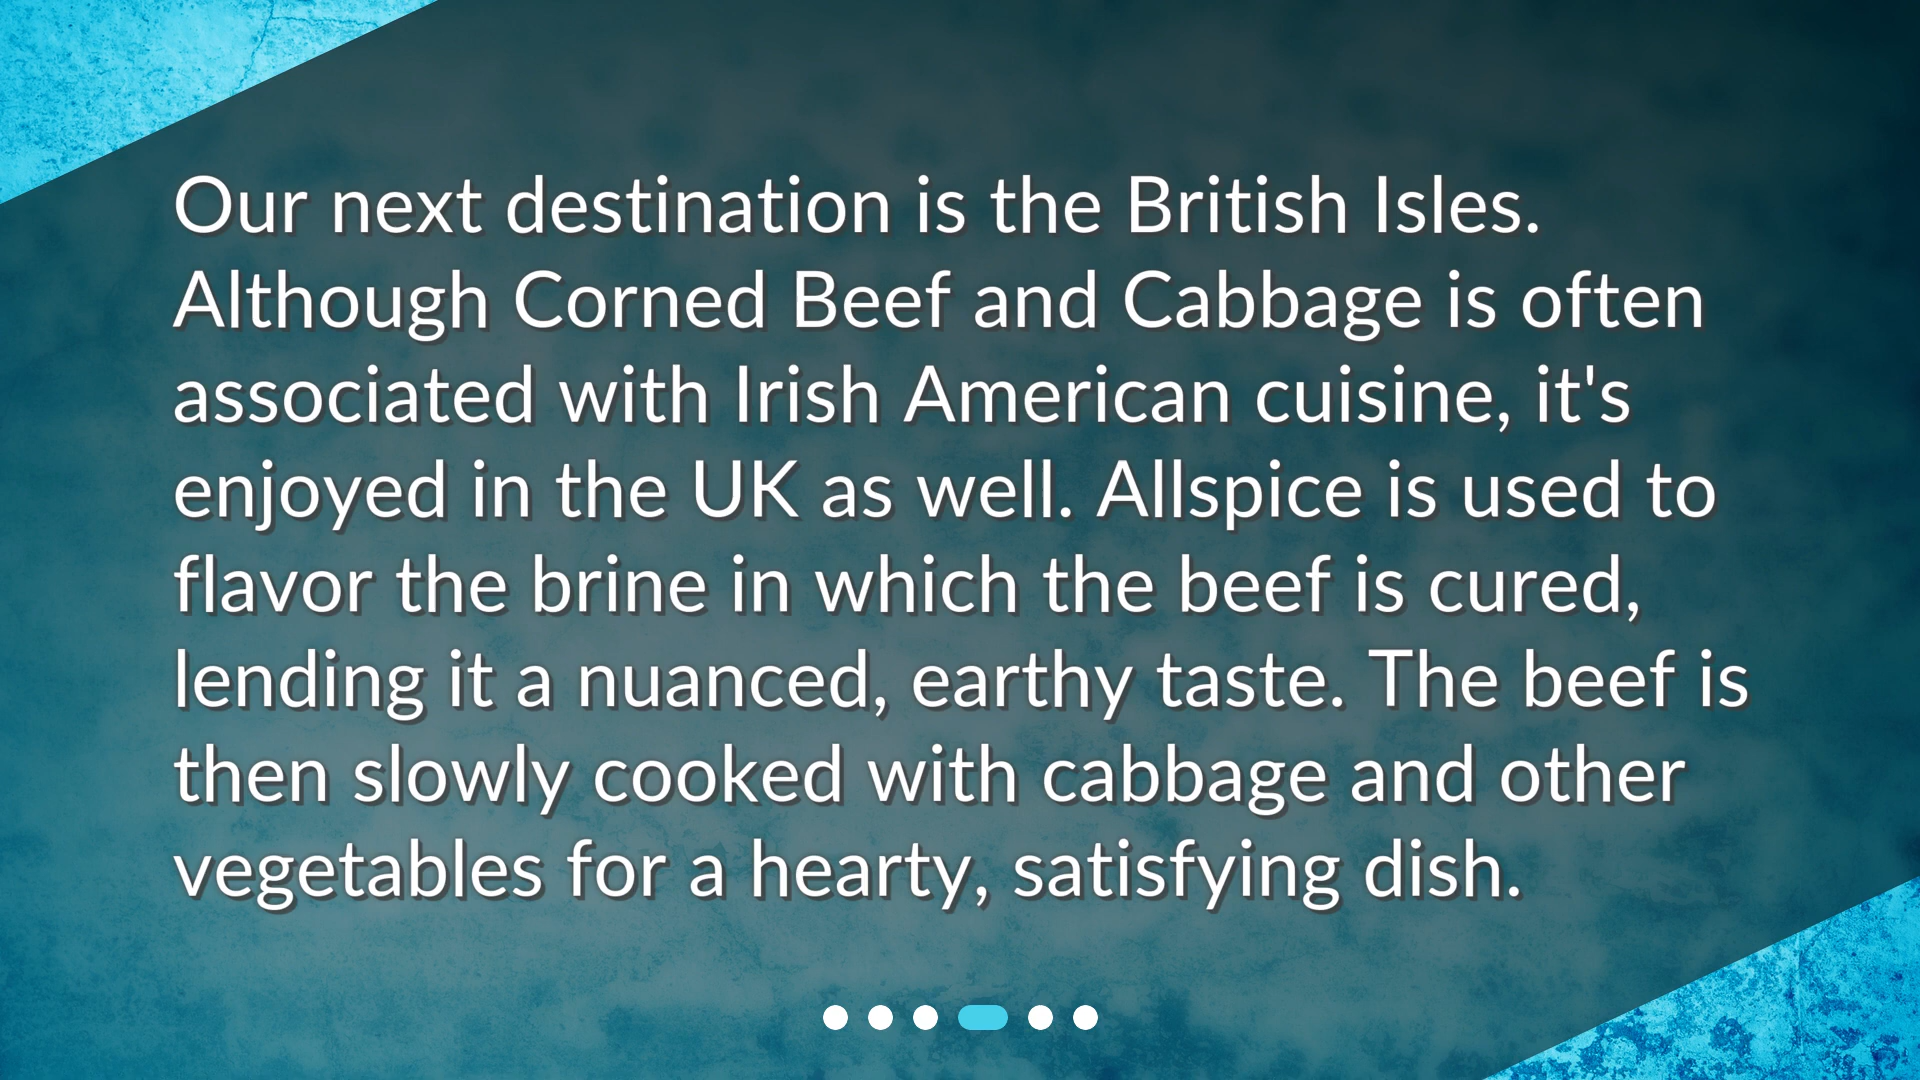 Our next destination is the British Isles.
Although Corned Beef and Cabbage is often
associated with Irish American cuisine, it's
enjoyed in the UK as well. Allspice is used to
flavor the brine in which the beef is cured,
lending it a nuanced, earthy taste. The beef is
then slowly cooked with cabbage and other
vegetables for a hearty, satisfying dish.